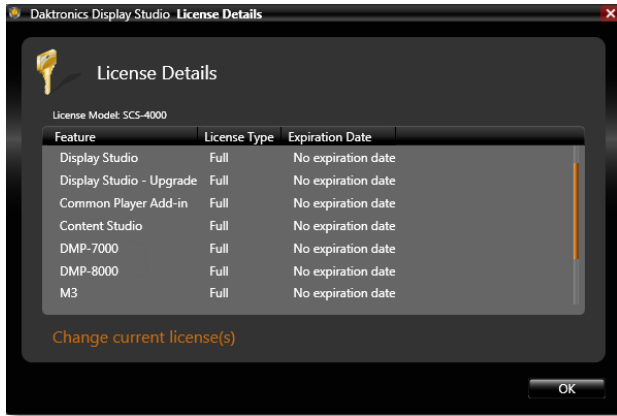 Daktronics Display Studio License Details
License Details
License Model: SCS-4000
Feature License Type Expiration Date
Display Studio Full No expiration date
Display Studio - Upgrade Full No expiration date
Common Player Add-in Full No expiration date
Content Studio Full No expiration date
DMP-7000 Full No expiration date
DMP-8000 Full No expiration date
M3 Full No expiration date
Change current license(s)
OK